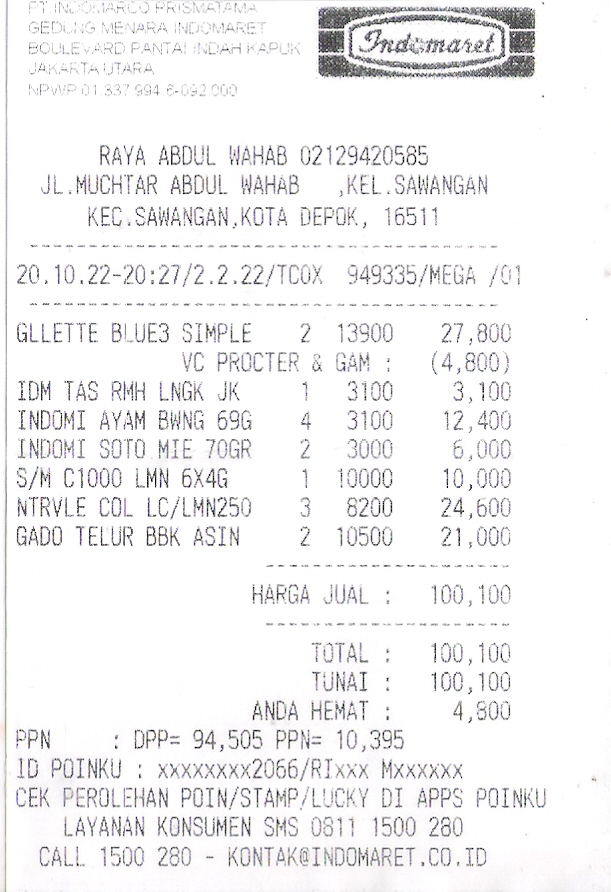 PT.INDOMARCO PRISMATAMA
GEDUNG MENARA INDOMARET
BOULEVARD PANTAI INDAH KAPUK
JAKARTA UTARA
NPWP 01.337.994.6-092.000
Indomaret
RAYA ABDUL WAHAB 02129420585
JL.MUCHTAR ABDUL WAHAB ,KEL.SAWANGAN
KEC.SAWANGAN,KOTA DEPOK, 16511
20.10.22-20:27/2.2.22/TCOX 949335/MEGA /01
GLLETTE BLUE3 SIMPLE 2 13900 27,800
VC PROCTER & GAM : (4,800)
IDM TAS RMH LNGK JK 1 3100 3,100
INDOMI AYAM BWNG 69G 4 3100 12,400
INDOMI SOTO MIE 70GR 2 3000 6,000
S/M C1000 LMN 6X4G 1 10000 10,000
NTRVLE COL LC/LMN250 3 8200 24,600
GADO TELUR BBK ASIN 2 10500 21,000
HARGA JUAL : 100,100
TOTAL : 100,100
TUNAI : 100,100
ANDA HEMAT : 4,800
PPN : DPP= 94,505 PPN= 10,395
ID POINKU : xxxxxxxx2066/RIxxx Mxxxxxx
CEK PEROLEHAN POIN/STAMP/LUCKY DI APPS POINKU
LAYANAN KONSUMEN SMS 0811 1500 280
CALL 1500 280 - KONTAK@INDOMARET.CO.ID